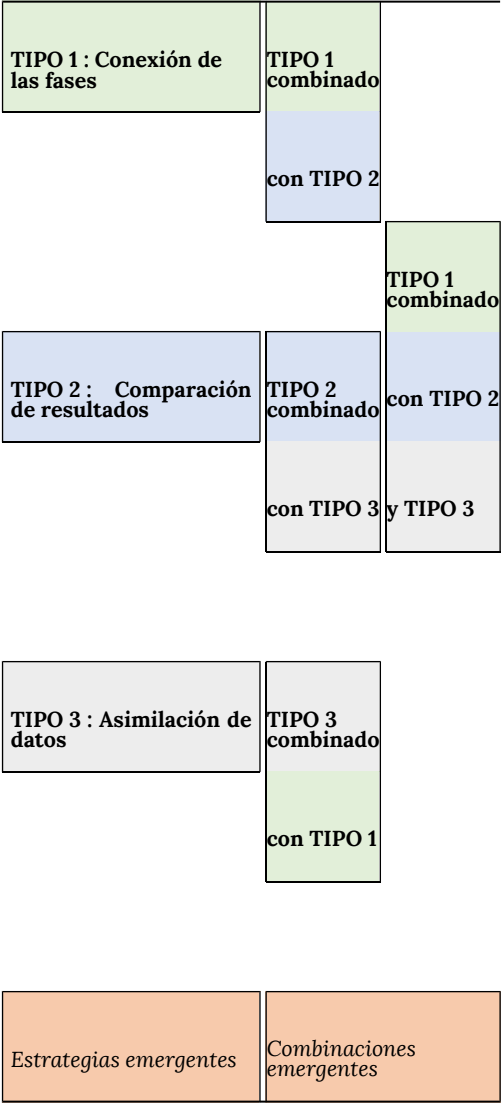 TIPO 1 : Conexión de
las fases
TIPO 1
combinado
con TIPO 2
TIPO 1
combinado
con TIPO 2
y TIPO 3
TIPO 2 : Comparación
de resultados
TIPO 2
combinado
con TIPO 3
TIPO 3 : Asimilación de
datos
TIPO 3
combinado
con TIPO 1
Estrategias emergentes
Combinaciones
emergentes